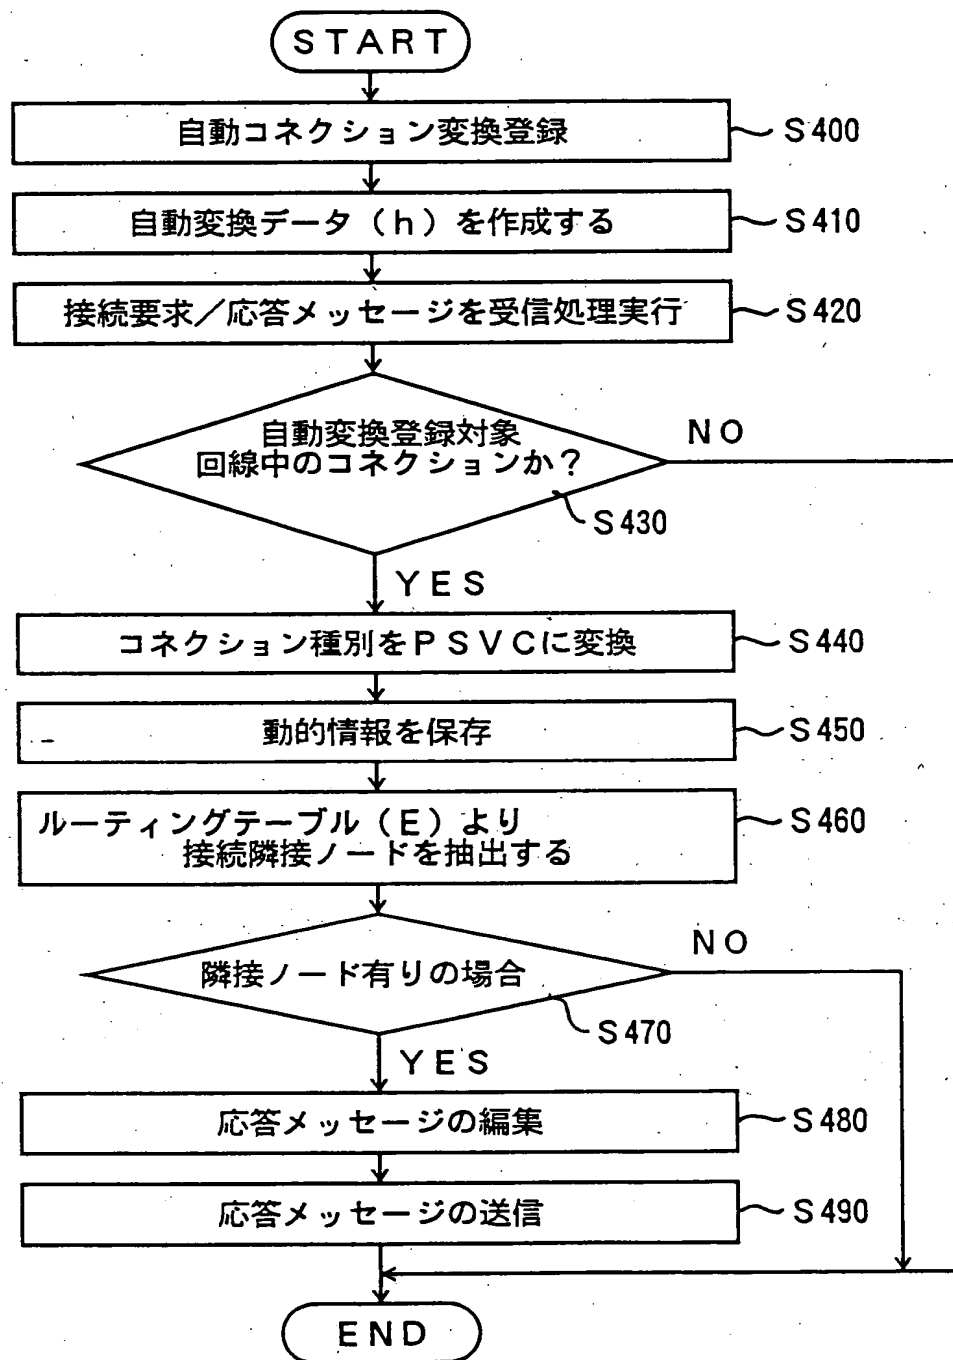 START
自動コネクション変換登録
S400
自動変換データ（h）を作成する
S410
接続要求／応答メッセージを受信処理実行
S420
自動変換登録対象
回線中のコネクションか？
NO
S430
YES
コネクション種別をPSVCに変換
S440
動的情報を保存
S450
ルーティングテーブル（E）より
接続隣接ノードを抽出する
S460
隣接ノード有りの場合
NO
S470
YES
応答メッセージの編集
S480
応答メッセージの送信
S490
END